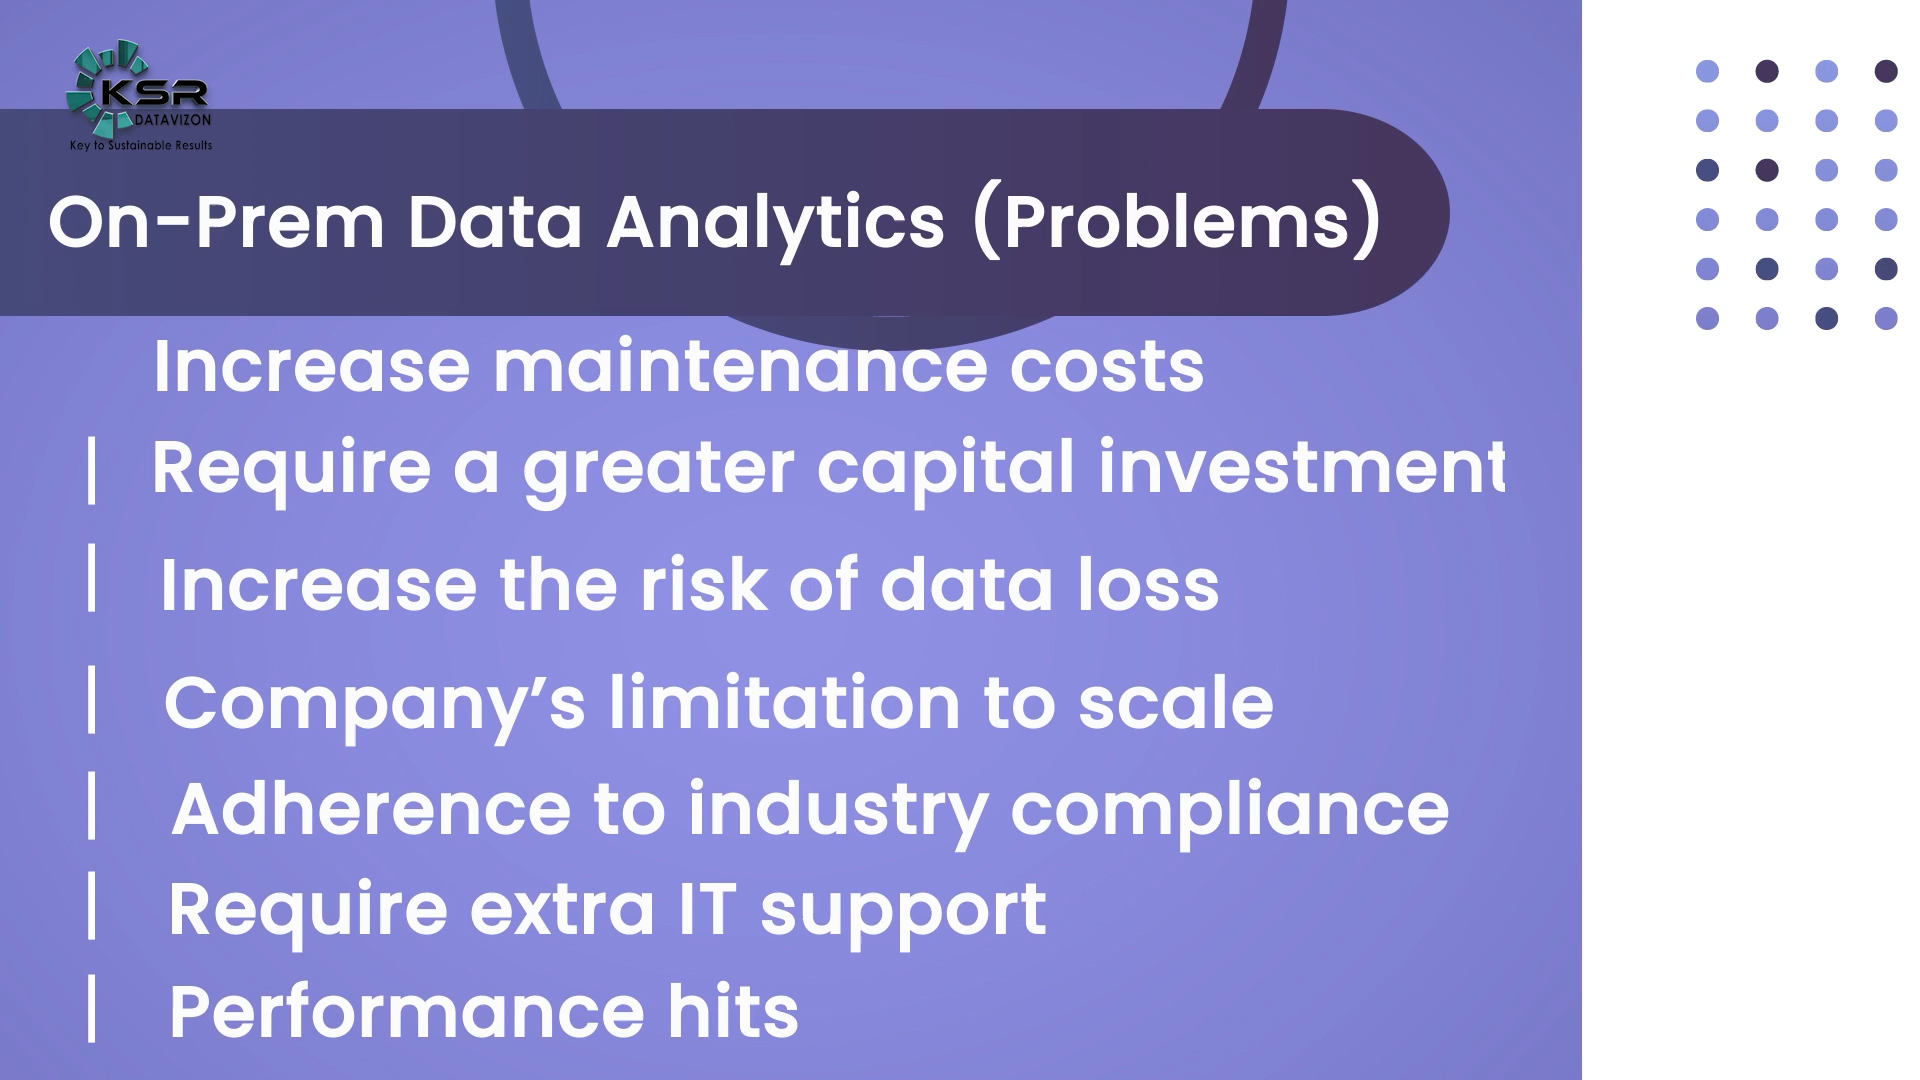 KSR
DATAVIZON
Key to Sustainable Results
On-Prem Data Analytics (Problems)
Increase maintenance costs
| Require a greater capital investment
| Increase the risk of data loss
| Company’s limitation to scale
| Adherence to industry compliance
| Require extra IT support
| Performance hits